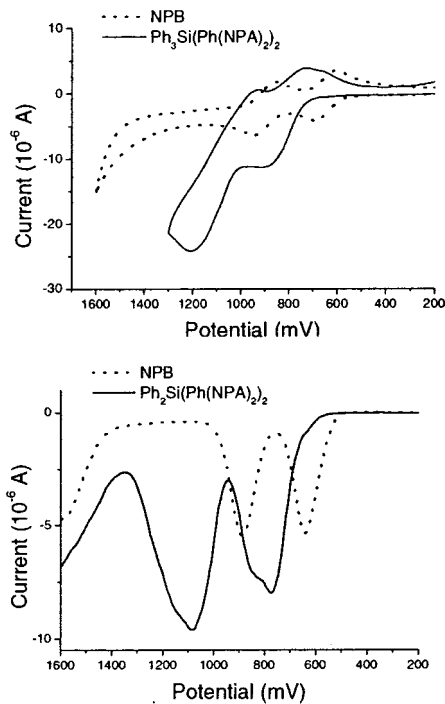 NPB
Ph₃Si(Ph(NPA)₂)₂
10
0
-10
-20
-30
Current (10⁻⁶ A)
1600 1400 1200 1000 800 600 400 200
Potential (mV)
NPB
Ph₂Si(Ph(NPA)₂)₂
0
-5
-10
Current (10⁻⁶ A)
1600 1400 1200 1000 800 600 400 200
Potential (mV)